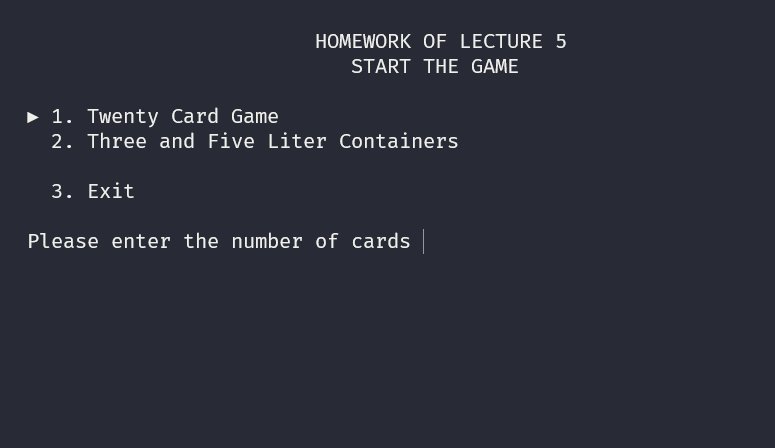 HOMEWORK OF LECTURE 5
START THE GAME
► 1. Twenty Card Game
2. Three and Five Liter Containers
3. Exit
Please enter the number of cards